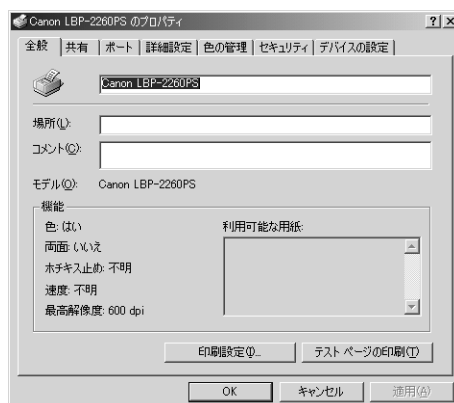 Canon LBP-2260PS のプロパティ
全般 共有 ポート 詳細設定 色の管理 セキュリティ デバイスの設定
Canon LBP-2260PS
場所(L):
コメント(C):
モデル(O): Canon LBP-2260PS
機能
色: はい 利用可能な用紙:
両面: いいえ
ホチキス止め: 不明
速度: 不明
最高解像度: 600 dpi
印刷設定(I)... テスト ページの印刷(T)
OK キャンセル 適用(A)